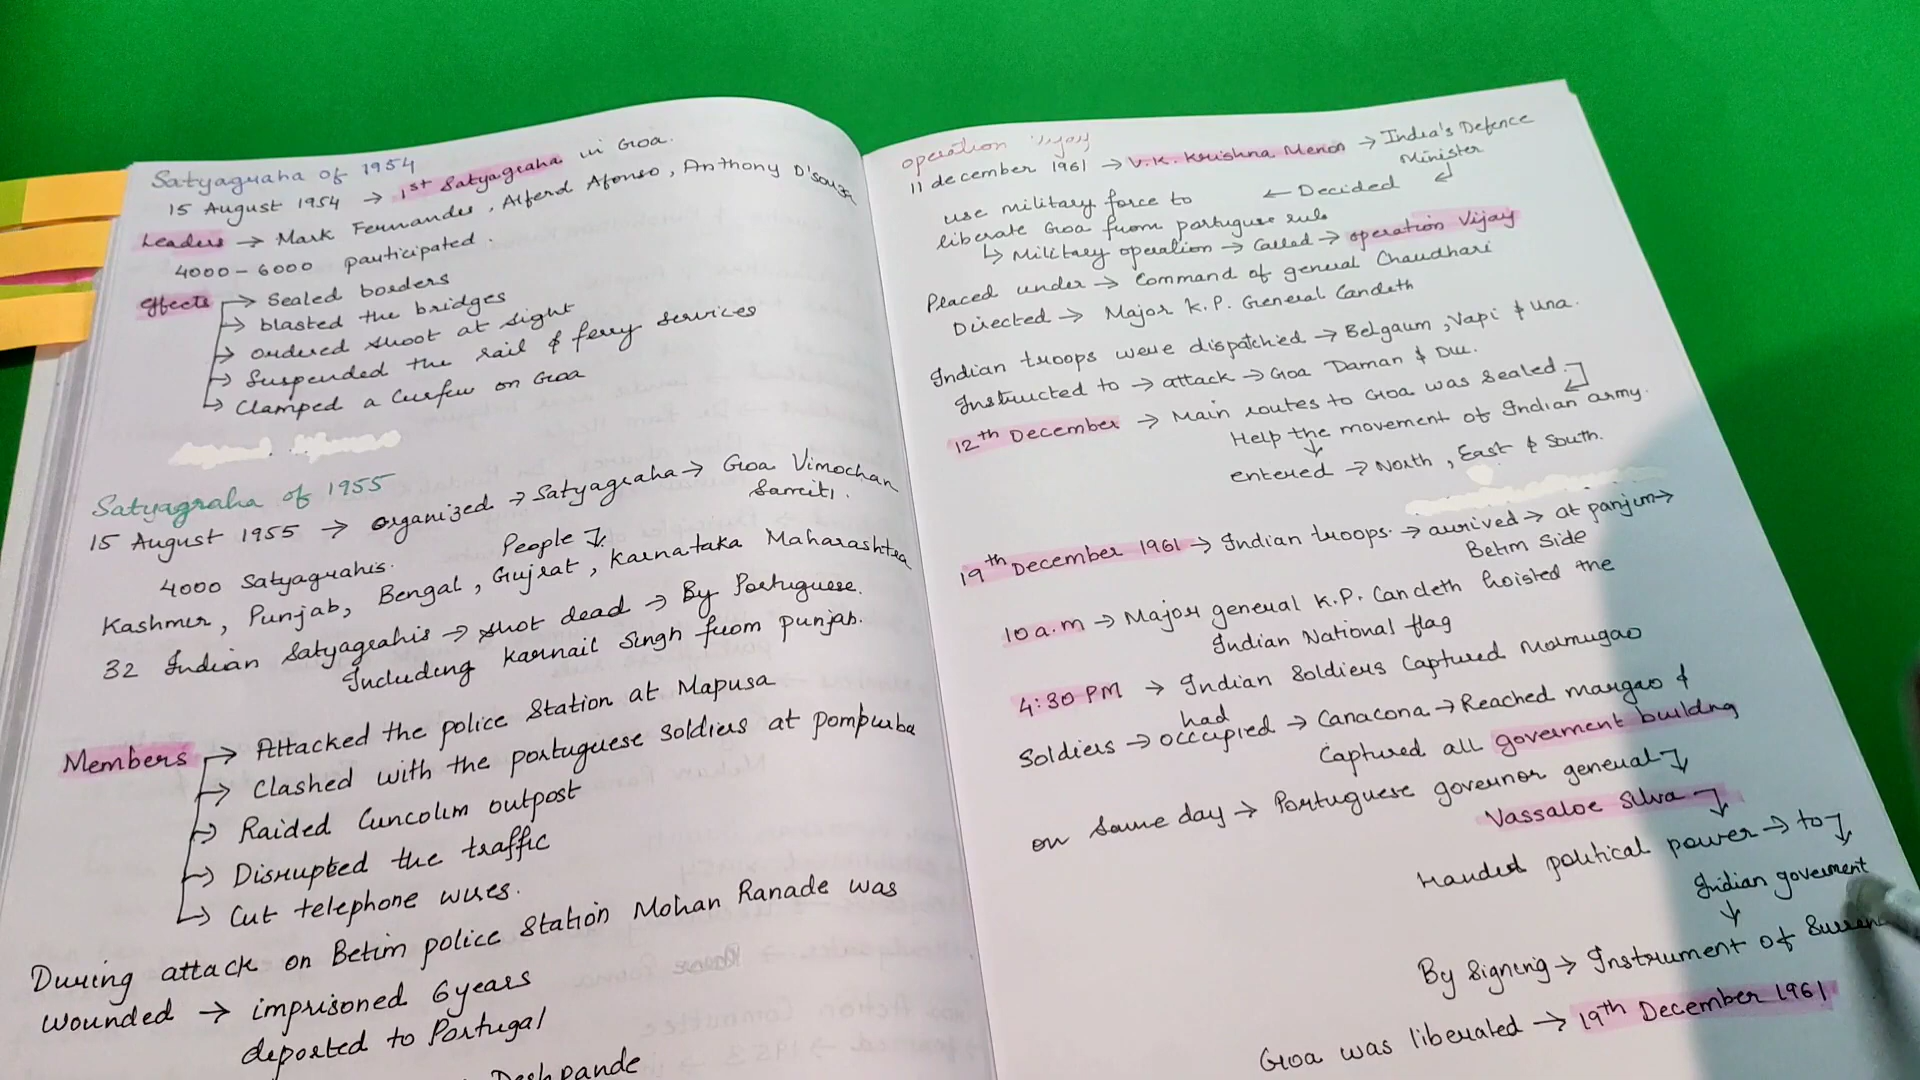 Satyagraha of 1954
15 August 1954 → 1st Satyagraha in Goa.
Leaders → Mark Fernandes, Alferd Afonso, Anthony D'souza
4000-6000 participated.
Effects → Sealed borders
→ blasted the bridges
→ ordered shoot at sight
→ Suspended the rail & ferry services
→ Clamped a Curfew on Goa
Satyagraha of 1955
15 August 1955 → organized → Satyagraha → Goa Vimochan
Samiti.
4000 Satyagrahis. People ↴
Kashmir, Punjab, Bengal, Gujrat, Karnataka Maharashtra
32 Indian Satyagrahis → shot dead → By Portuguese.
Including Karnail Singh from punjab.
Members → Attacked the police Station at Mapusa
→ Clashed with the portuguese soldiers at pompurba
→ Raided Cuncolim outpost
→ Disrupted the traffic
→ Cut telephone wires.
During attack on Betim police Station Mohan Ranade was
wounded → imprisoned 6 years
deported to Portugal
Deshpande
operation Vijay
11 december 1961 → V.K. Krishna Menon → India's Defence
Minister
use military force to ← Decided
liberate Goa from portuguse rule
↳ Military operation → Called → operation Vijay
Placed under → Command of general Chaudhari
Directed → Major K.P. General Candeth
Indian troops were dispatched → Belgaum, Vapi & Una.
Instructed to → attack → Goa Daman & Diu.
12th December → Main routes to Goa was sealed.
Help the movement of Indian army.
entered → North, East & South.
19th December 1961 → Indian troops. → arrived → at panjim →
Betim Side
10 a.m → Major general K.P. Candeth hoisted the
Indian National flag
4:30 PM → Indian Soldiers Captured Mormugao
Soldiers → had occupied → Canacona → Reached margao &
Captured all goverment building
on Same day → Portuguese governor general ↴
Vassaloe Silva ↴
Handed political power → to ↴
Indian goverment
↓
By Signing → Instrument of
Goa was liberated → 19th December 1961